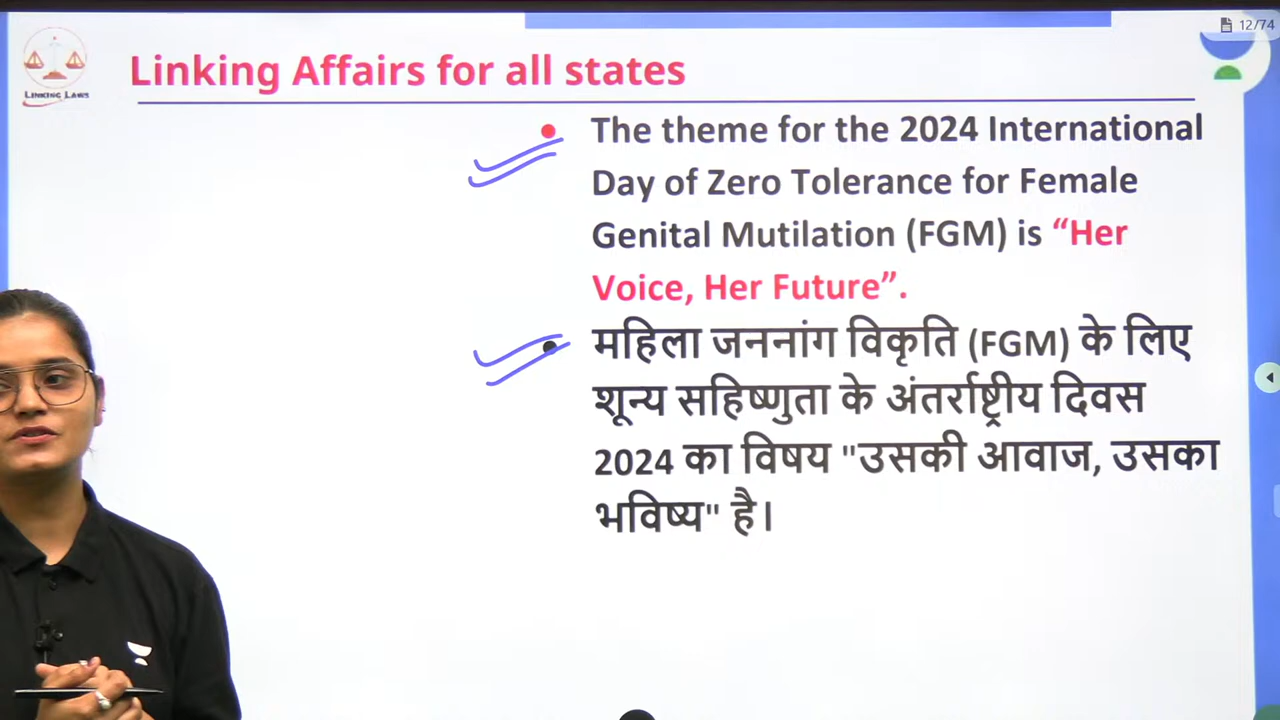 12/74
LINKING LAWS
Linking Affairs for all states
The theme for the 2024 International
Day of Zero Tolerance for Female
Genital Mutilation (FGM) is “Her
Voice, Her Future”.
महिला जननांग विकृति (FGM) के लिए
शून्य सहिष्णुता के अंतर्राष्ट्रीय दिवस
2024 का विषय "उसकी आवाज, उसका
भविष्य" है।